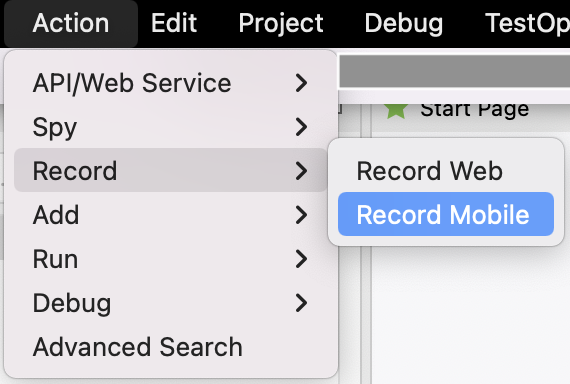 Action Edit Project Debug TestOp
API/Web Service
Spy
Start Page
Record
Record Web
Record Mobile
Add
Run
Debug
Advanced Search